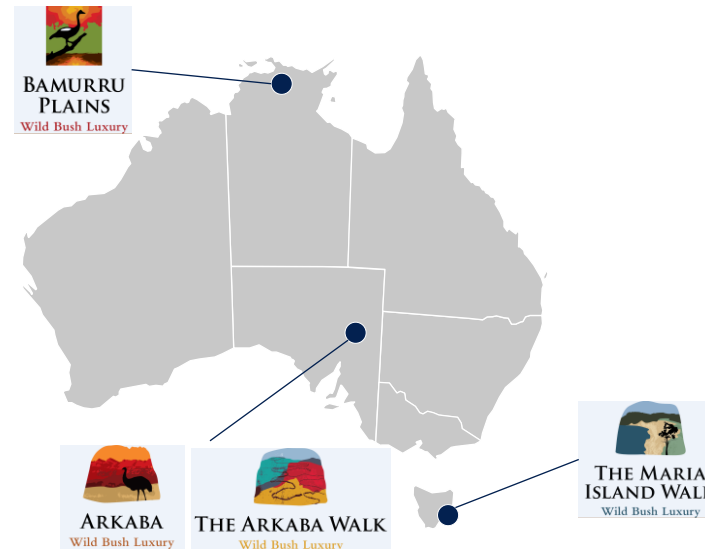 BAMURRU
PLAINS
Wild Bush Luxury
ARKABA
Wild Bush Luxury
THE ARKABA WALK
Wild Bush Luxury
THE MARIA
ISLAND WAL
Wild Bush Luxury